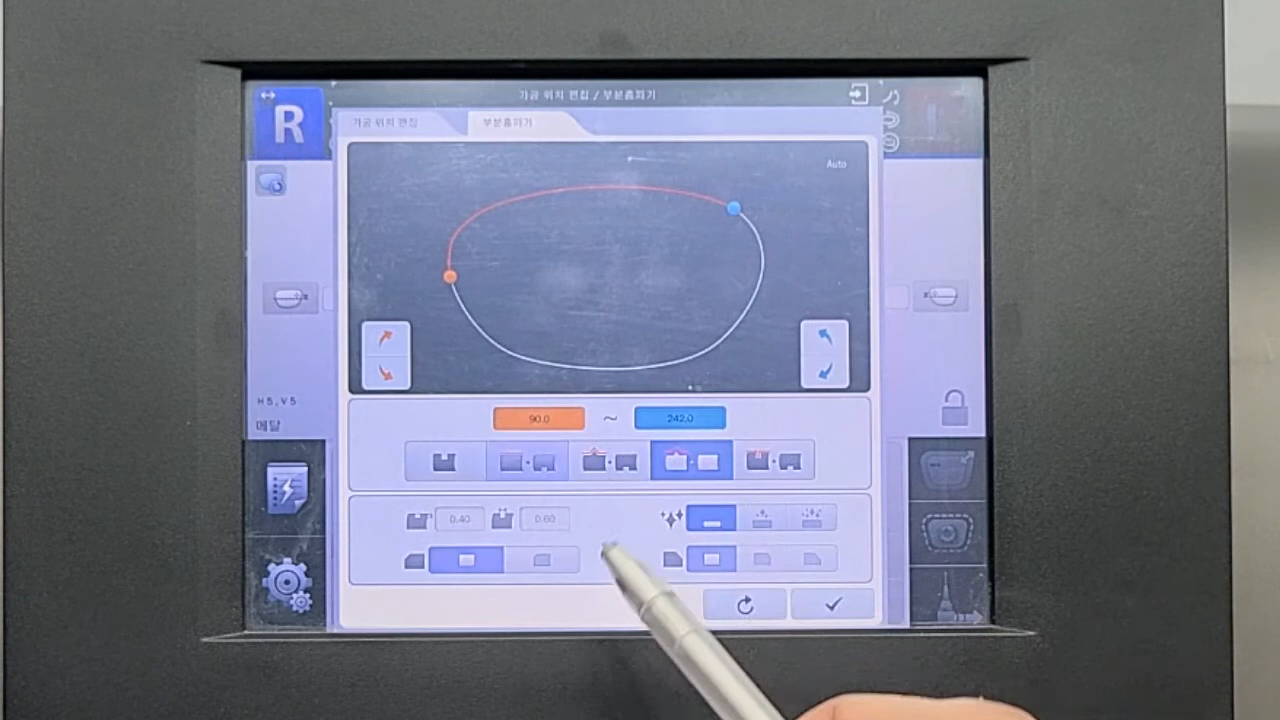 가공 위치 편집 / 부분홈파기
R
가공 위치 편집
부분홈파기
Auto
H5,V5
메탈
90.0 ~ 242.0
0.40
0.60